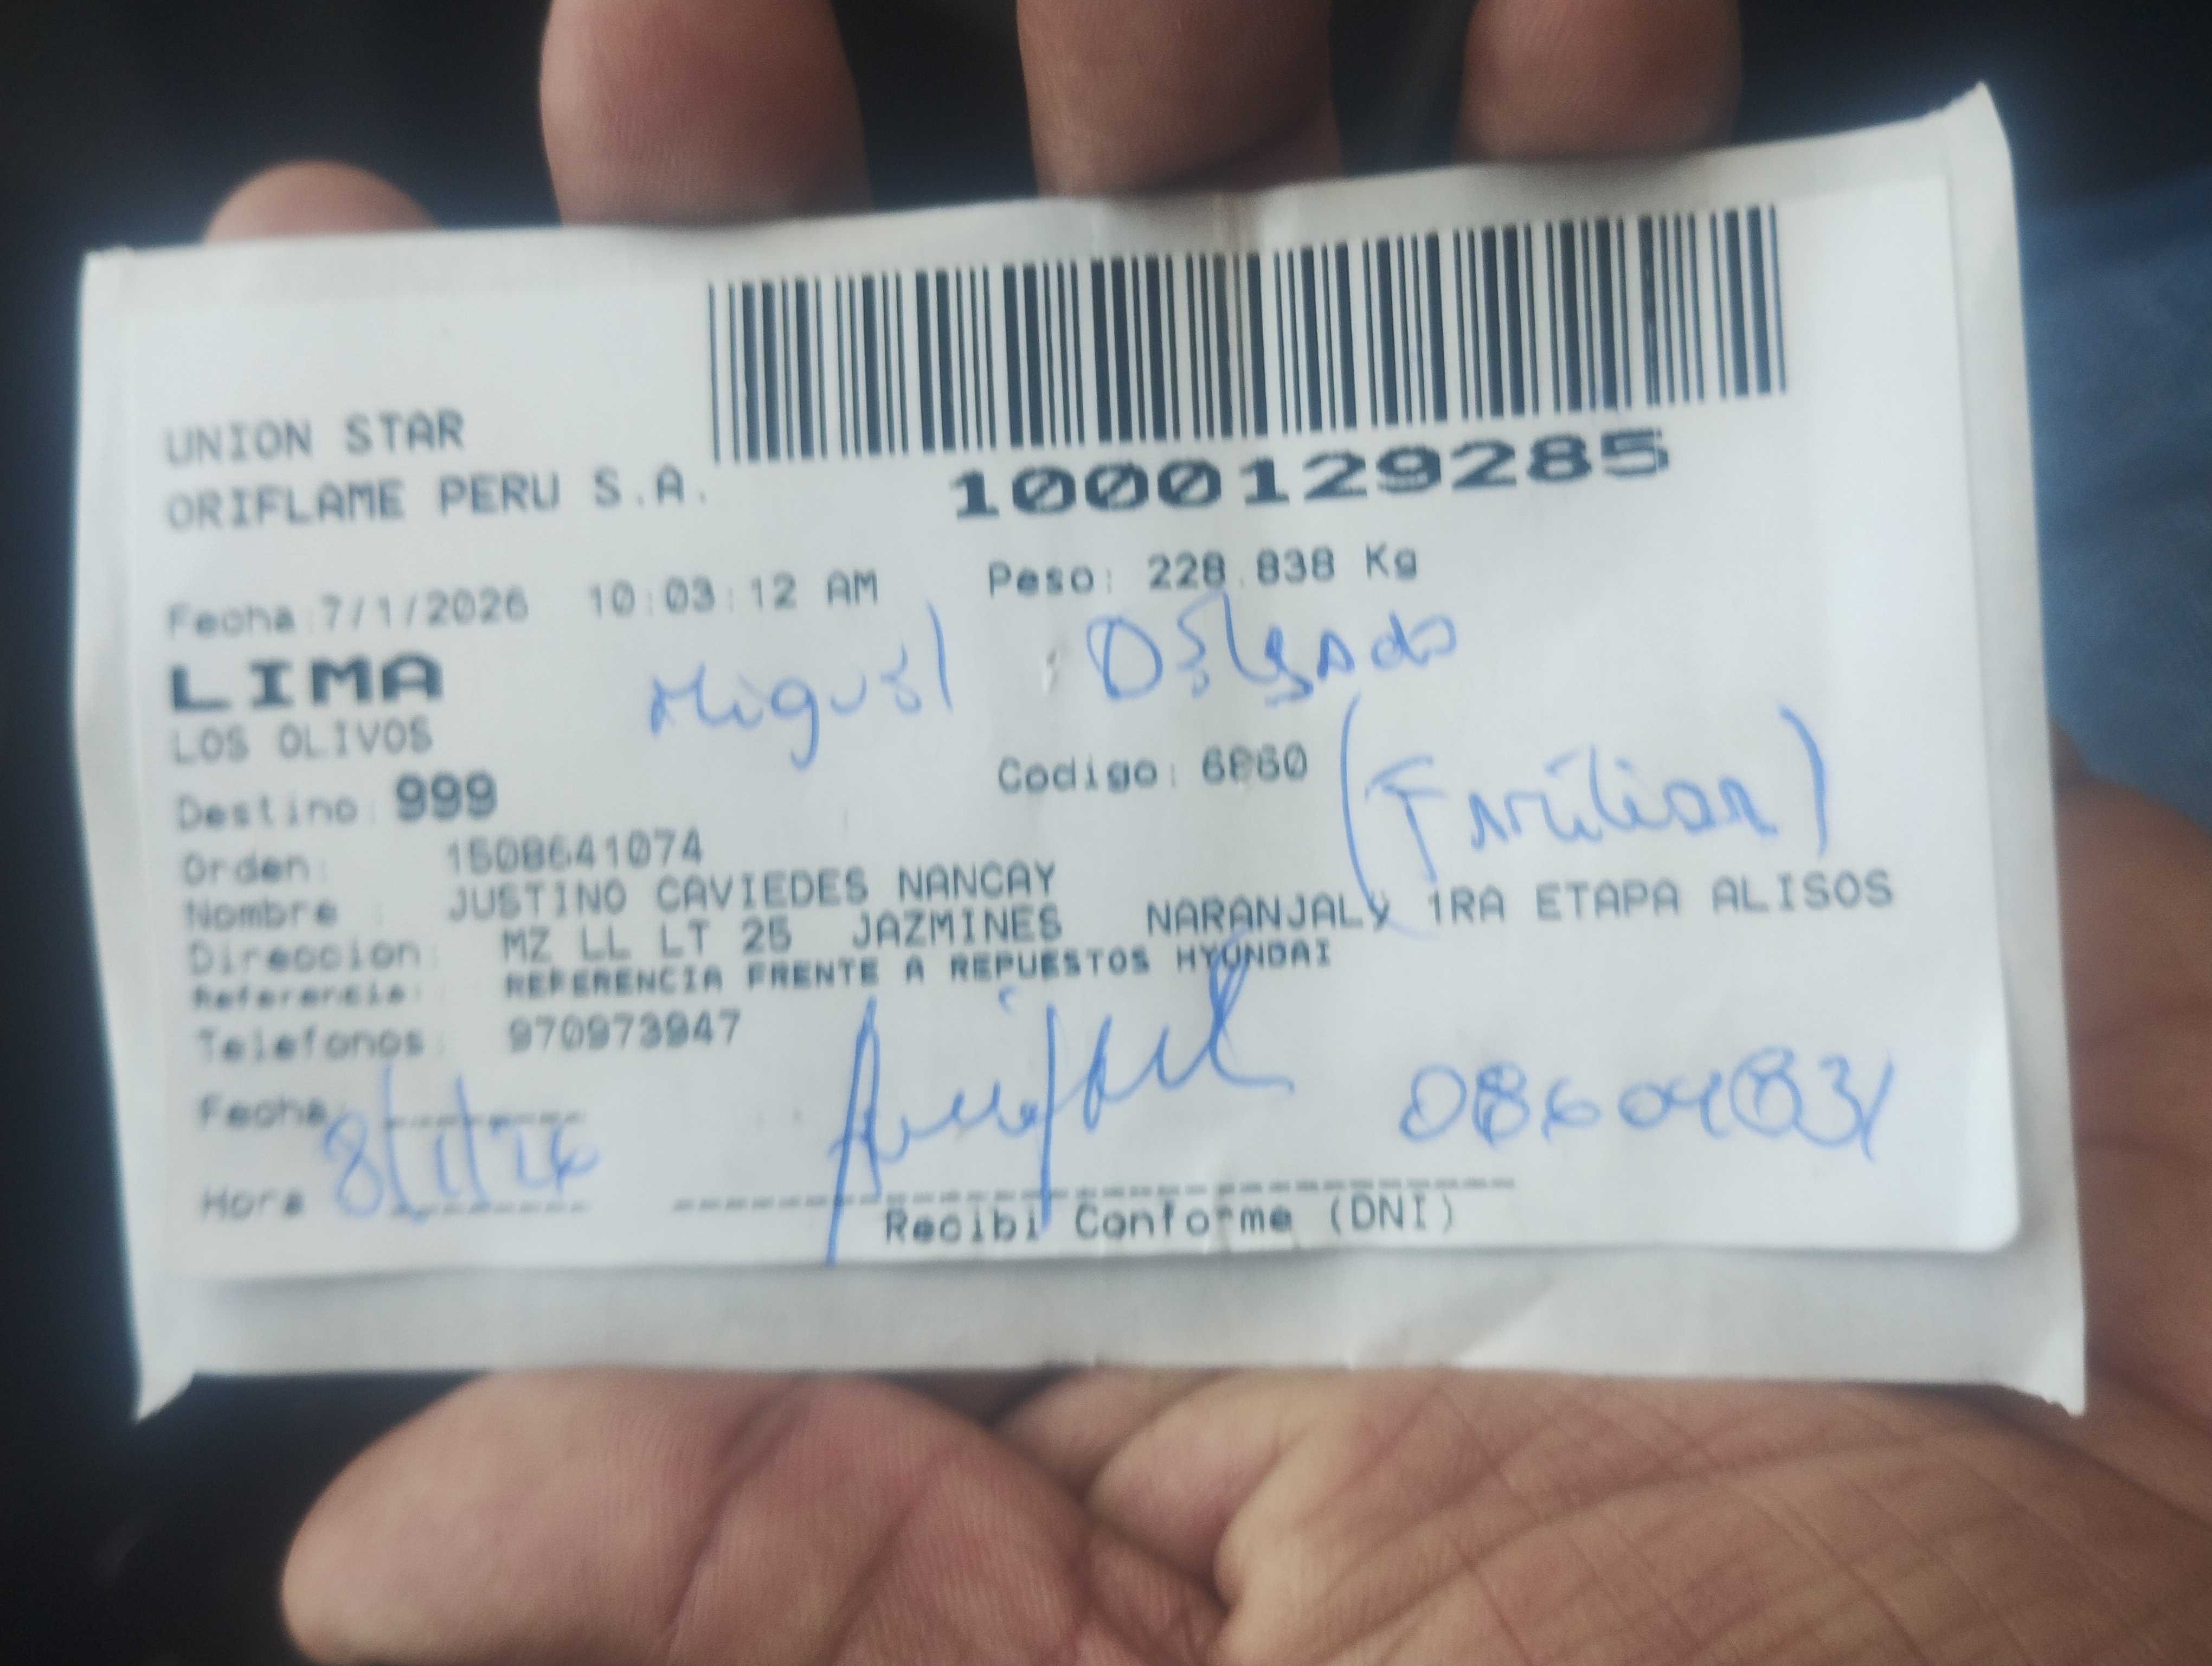 UNION STAR
ORIFLAME PERU S.A.
1000129285
Fecha:7/1/2026 10:03:12 AM Peso: 228.838 Kg
LIMA
Miguel Delgado
LOS OLIVOS
Destino: 999 Codigo: 6860
(Familiar)
Orden: 1508641074
Nombre : JUSTINO CAVIEDES NANCAY
Direccion: MZ LL LT 25 JAZMINES NARANJALY 1RA ETAPA ALISOS
Referencia: REFERENCIA FRENTE A REPUESTOS HYUNDAI
Telefonos: 970973947
Fecha: 8/1/26
Hora
Recibi Conforme (DNI)